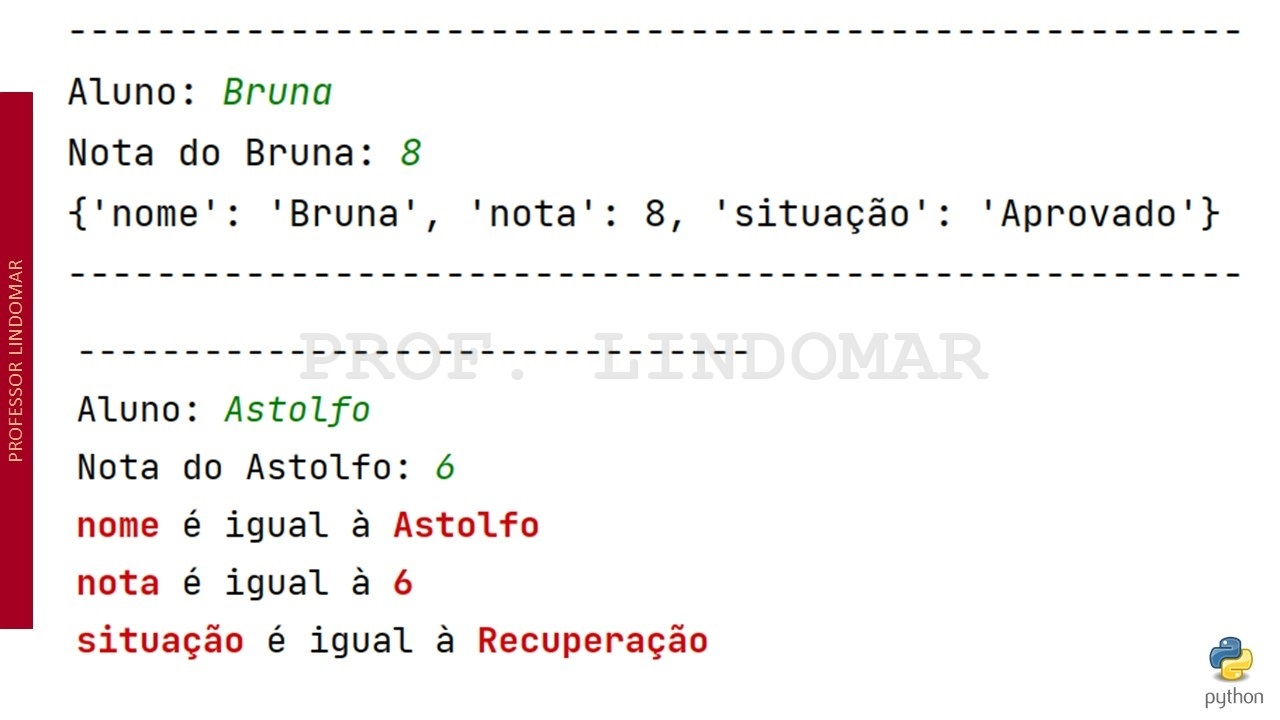 ------------------------------------------------------
Aluno: Bruna
Nota do Bruna: 8
{'nome': 'Bruna', 'nota': 8, 'situação': 'Aprovado'}
------------------------------------------------------
PROFESSOR LINDOMAR
PROF. LINDOMAR
--------------------------------
Aluno: Astolfo
Nota do Astolfo: 6
nome é igual à Astolfo
nota é igual à 6
situação é igual à Recuperação
python